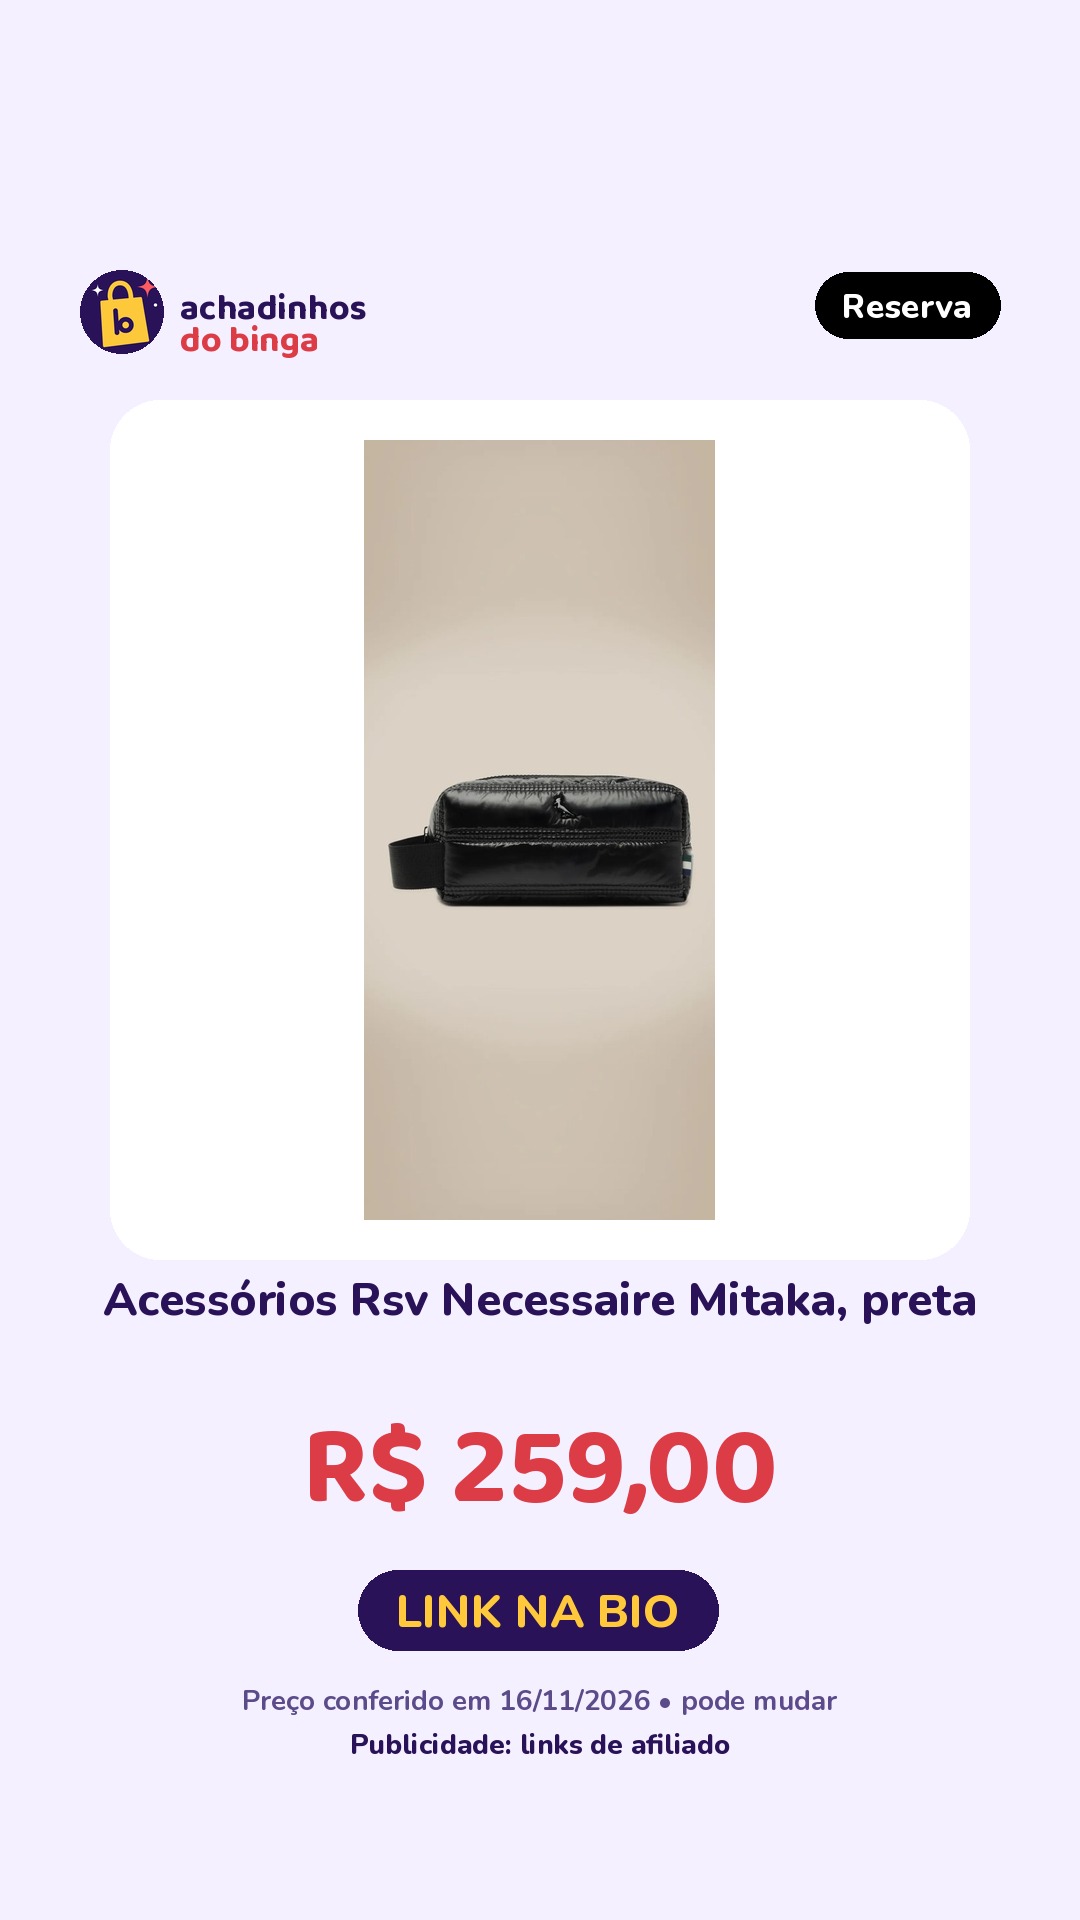 achadinhos
do binga
b
Reserva
Acessórios Rsv Necessaire Mitaka, preta
R$ 259,00
LINK NA BIO
Preço conferido em 16/11/2026 • pode mudar
Publicidade: links de afiliado